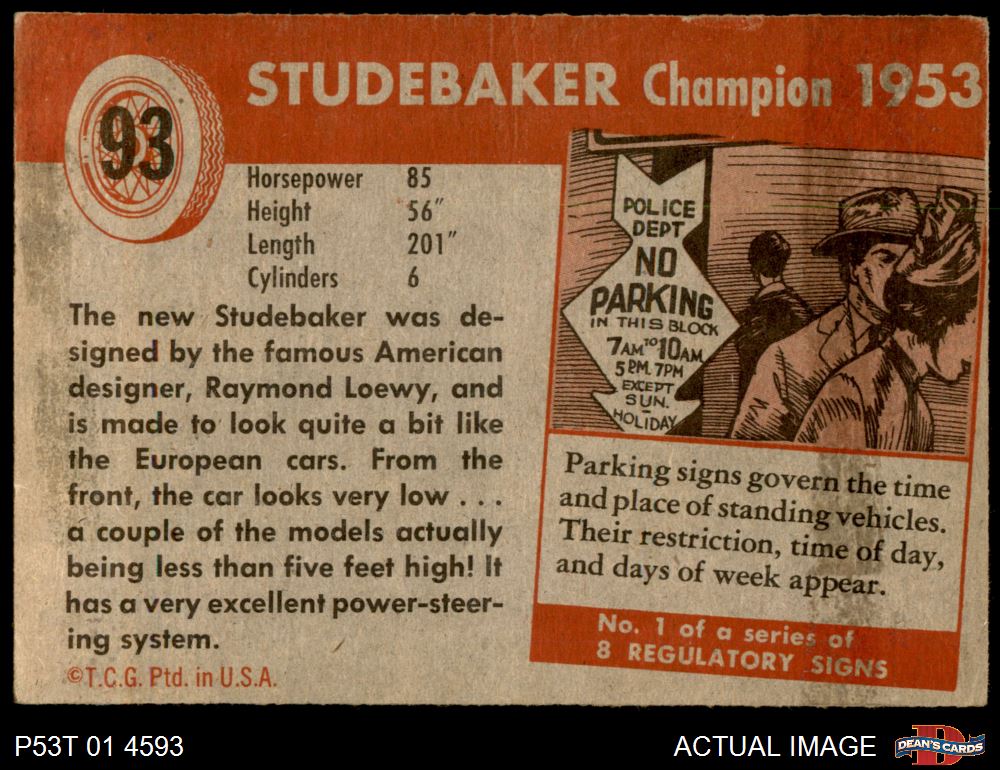 93
STUDEBAKER Champion 1953
Horsepower 85
Height 56"
Length 201"
Cylinders 6
The new Studebaker was de-
signed by the famous American
designer, Raymond Loewy, and
is made to look quite a bit like
the European cars. From the
front, the car looks very low . . .
a couple of the models actually
being less than five feet high! It
has a very excellent power-steer-
ing system.
©T.C.G. Ptd. in U.S.A.
POLICE
DEPT
NO
PARKING
IN THIS BLOCK
7AM TO 10AM
5PM. 7PM
EXCEPT
SUN.
-
HOLIDAY
Parking signs govern the time
and place of standing vehicles.
Their restriction, time of day,
and days of week appear.
No. 1 of a series of
8 REGULATORY SIGNS
P53T 01 4593
ACTUAL IMAGE
D
DEAN'S CARDS